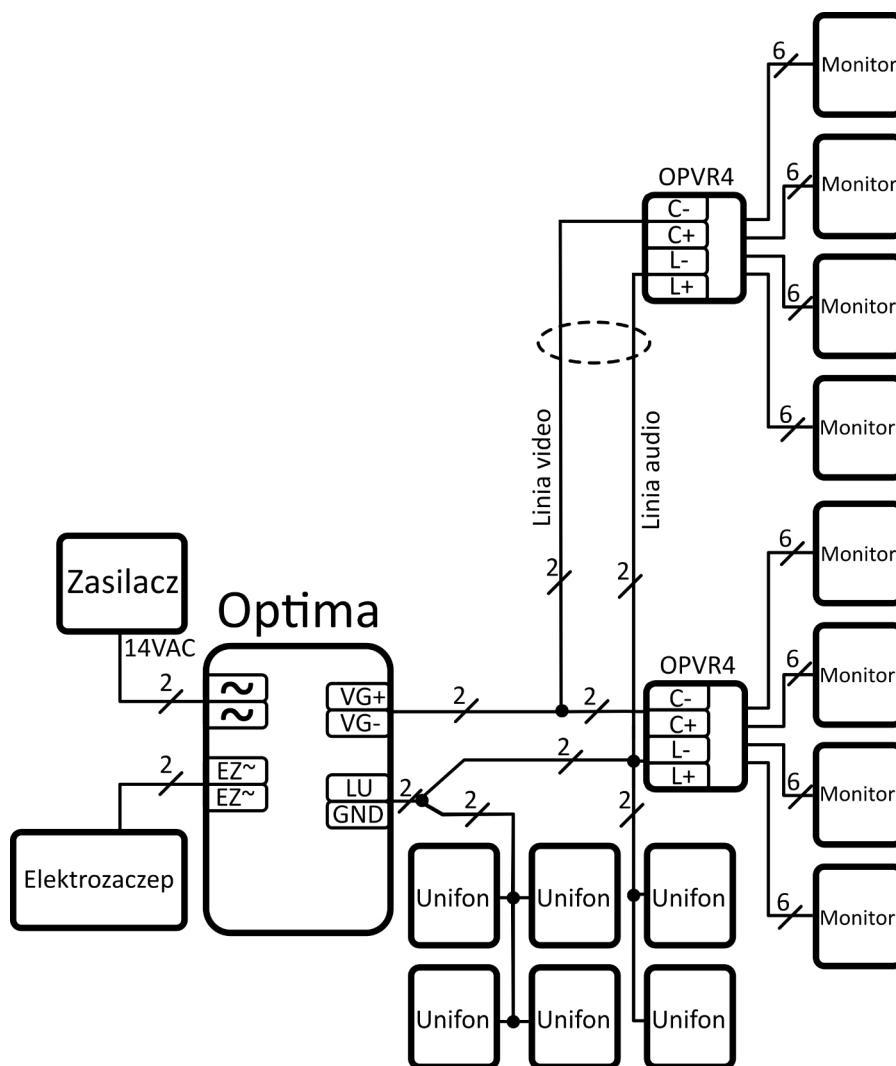 6
Monitor
6
Monitor
OPVR4
C-
C+
L-
L+
6
Monitor
6
Monitor
Linia video
Linia audio
2
2
Zasilacz
14VAC
2
Optima
~
~
EZ~
EZ~
2
VG+
VG-
LU
GND
2
2
2
2
2
2
OPVR4
C-
C+
L-
L+
6
Monitor
6
Monitor
6
Monitor
6
Monitor
Elektrozaczep
Unifon
Unifon
Unifon
Unifon
Unifon
Unifon